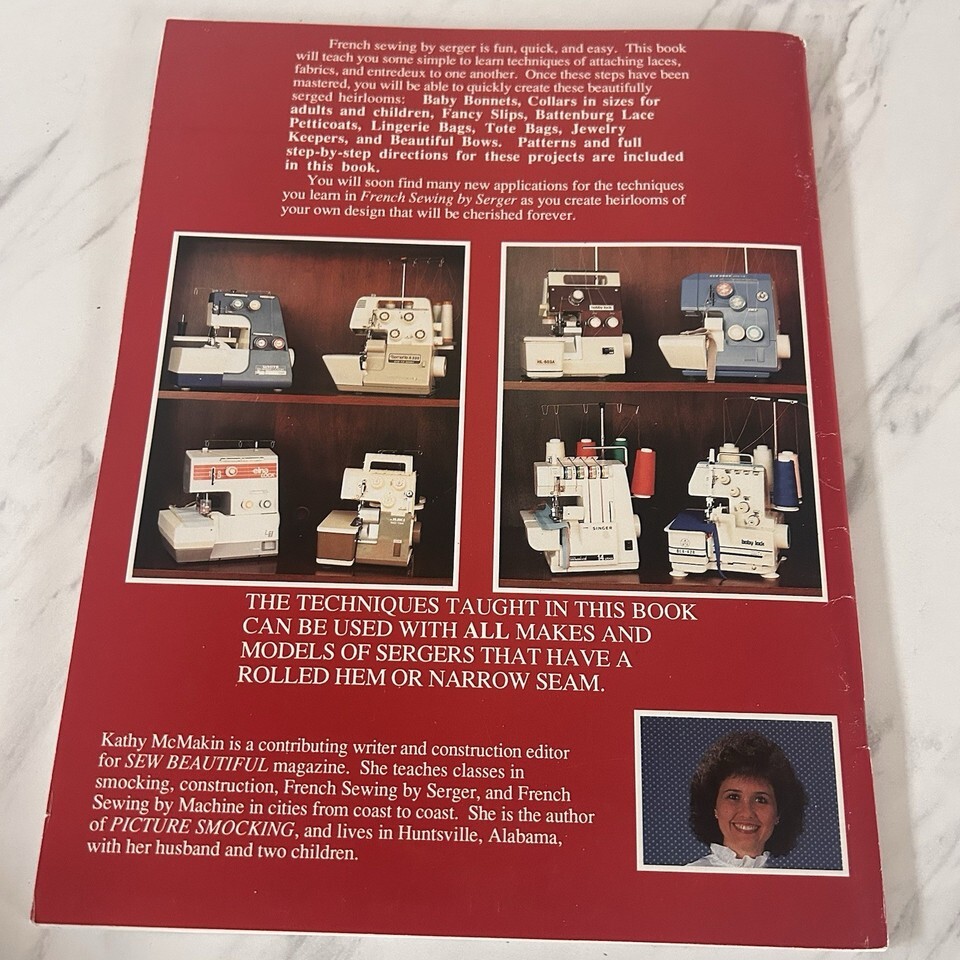 French sewing by serger is fun, quick, and easy. This book
will teach you some simple to learn techniques of attaching laces,
fabrics, and entredeux to one another. Once these steps have been
mastered, you will be able to quickly create these beautifully
serged heirlooms: Baby Bonnets, Collars in sizes for
adults and children, Fancy Slips, Battenburg Lace
Petticoats, Lingerie Bags, Tote Bags, Jewelry
Keepers, and Beautiful Bows. Patterns and full
step-by-step directions for these projects are included
in this book.
You will soon find many new applications for the techniques
you learn in French Sewing by Serger as you create heirlooms of
your own design that will be cherished forever.
elna
SINGER
baby lock
THE TECHNIQUES TAUGHT IN THIS BOOK
CAN BE USED WITH ALL MAKES AND
MODELS OF SERGERS THAT HAVE A
ROLLED HEM OR NARROW SEAM.
Kathy McMakin is a contributing writer and construction editor
for SEW BEAUTIFUL magazine. She teaches classes in
smocking, construction, French Sewing by Serger, and French
Sewing by Machine in cities from coast to coast. She is the author
of PICTURE SMOCKING, and lives in Huntsville, Alabama,
with her husband and two children.